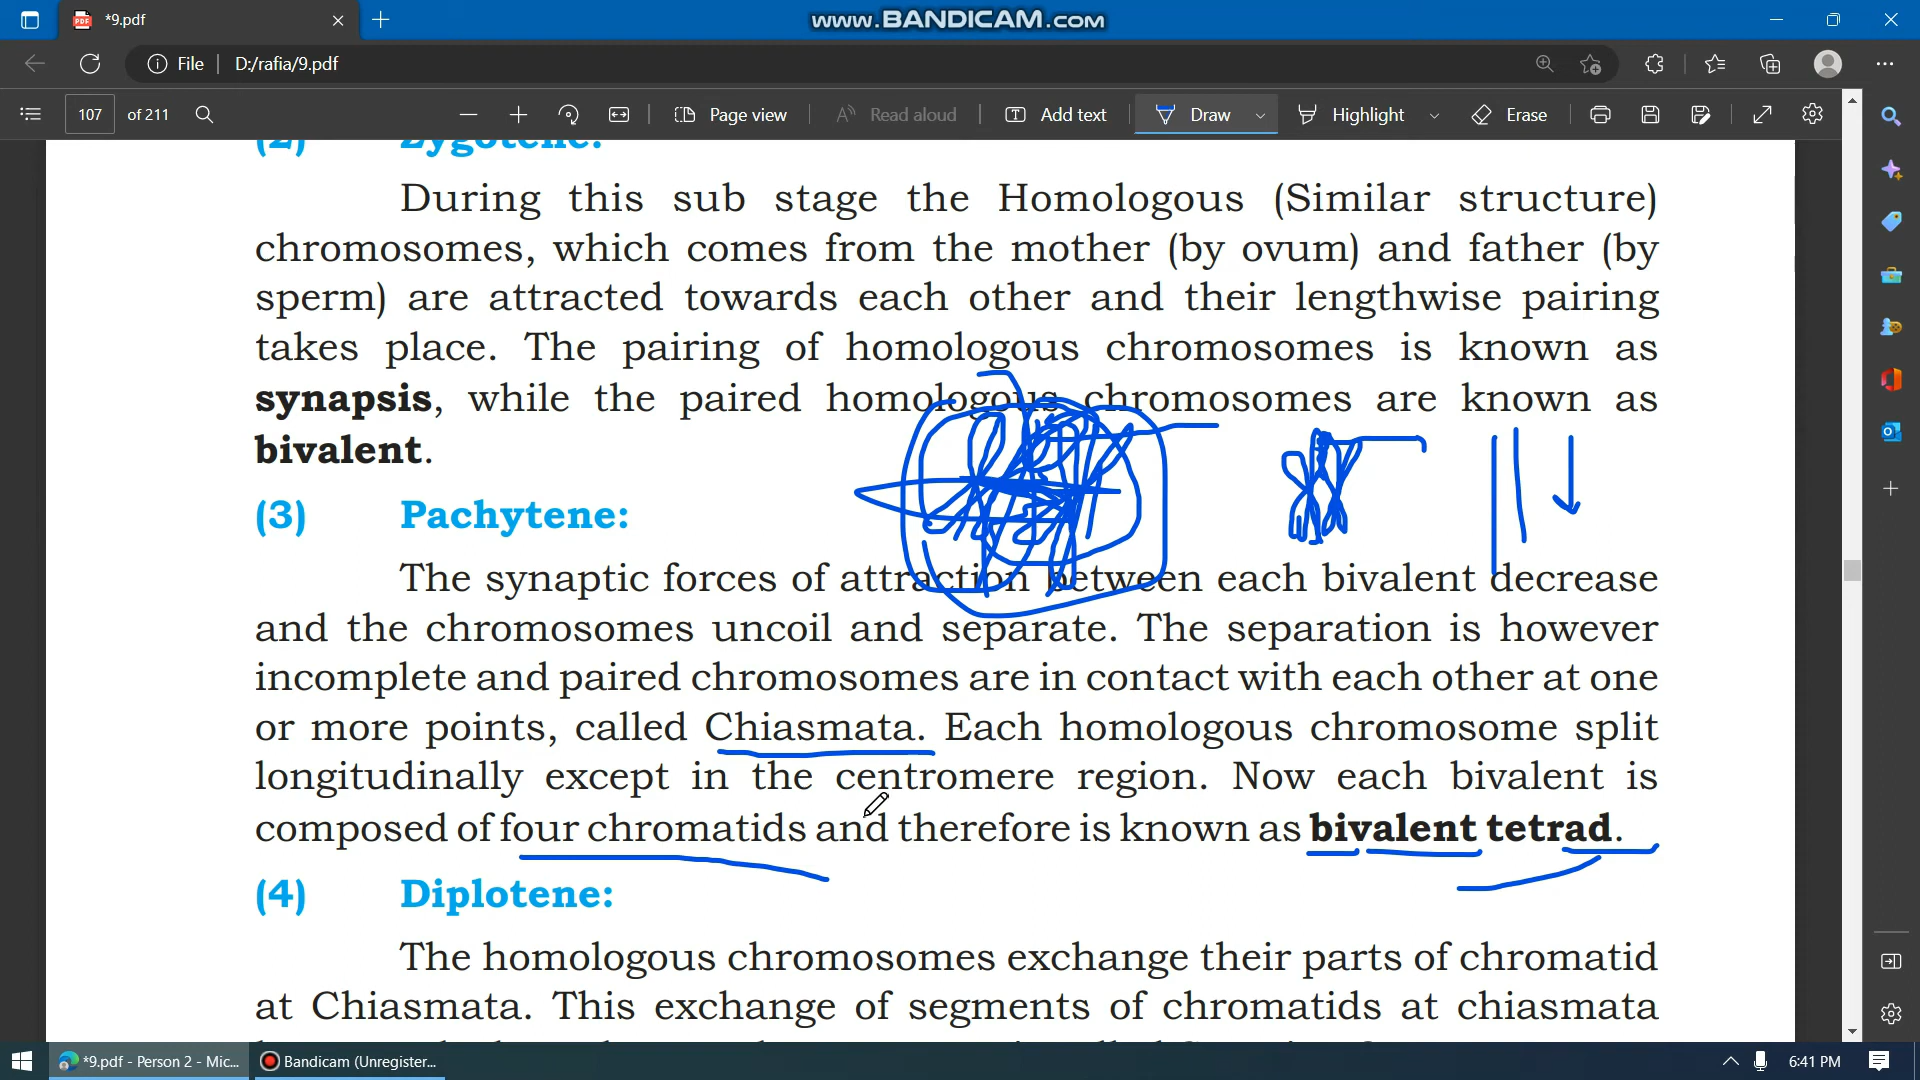 *9.pdf
www.BANDICAM.COM
File
D:/rafia/9.pdf
107 of 211
Page view
Read aloud
Add text
Draw
Highlight
Erase
(2) Zygotene:
During this sub stage the Homologous (Similar structure)
chromosomes, which comes from the mother (by ovum) and father (by
sperm) are attracted towards each other and their lengthwise pairing
takes place. The pairing of homologous chromosomes is known as
synapsis, while the paired homologous chromosomes are known as
bivalent.
(3) Pachytene:
The synaptic forces of attraction between each bivalent decrease
and the chromosomes uncoil and separate. The separation is however
incomplete and paired chromosomes are in contact with each other at one
or more points, called Chiasmata. Each homologous chromosome split
longitudinally except in the centromere region. Now each bivalent is
composed of four chromatids and therefore is known as bivalent tetrad.
(4) Diplotene:
The homologous chromosomes exchange their parts of chromatid
at Chiasmata. This exchange of segments of chromatids at chiasmata
*9.pdf - Person 2 - Mic...
Bandicam (Unregister...
6:41 PM